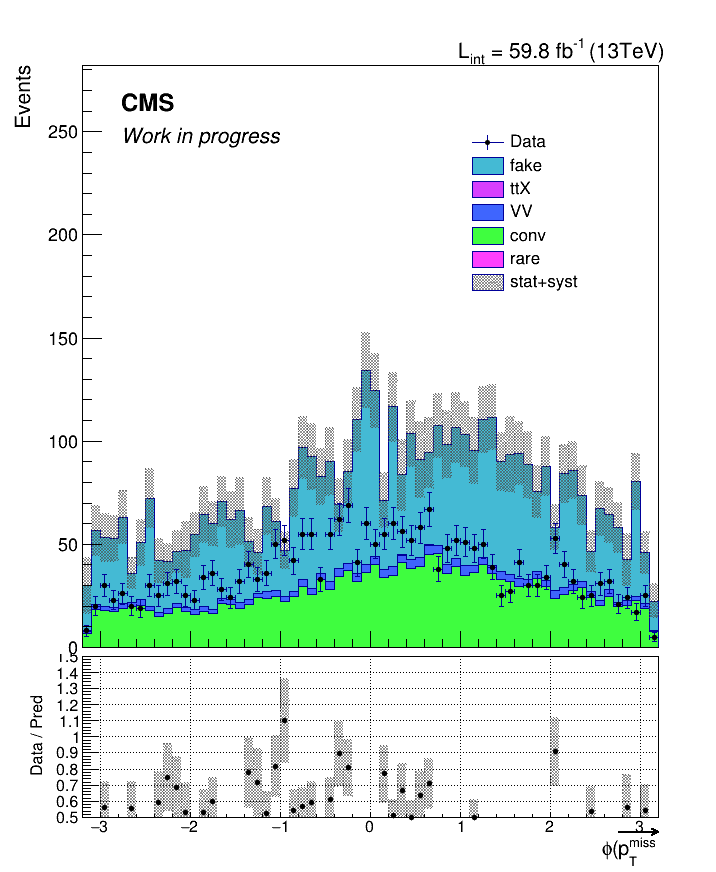 L_int = 59.8 fb^-1 (13TeV)
Events
CMS
Work in progress
Data
fake
ttX
VV
conv
rare
stat+syst
250
200
150
100
50
0
Data / Pred
1.5
1.4
1.3
1.2
1.1
1
0.9
0.8
0.7
0.6
0.5
−3 −2 −1 0 1 2 3
ϕ(p_T^miss